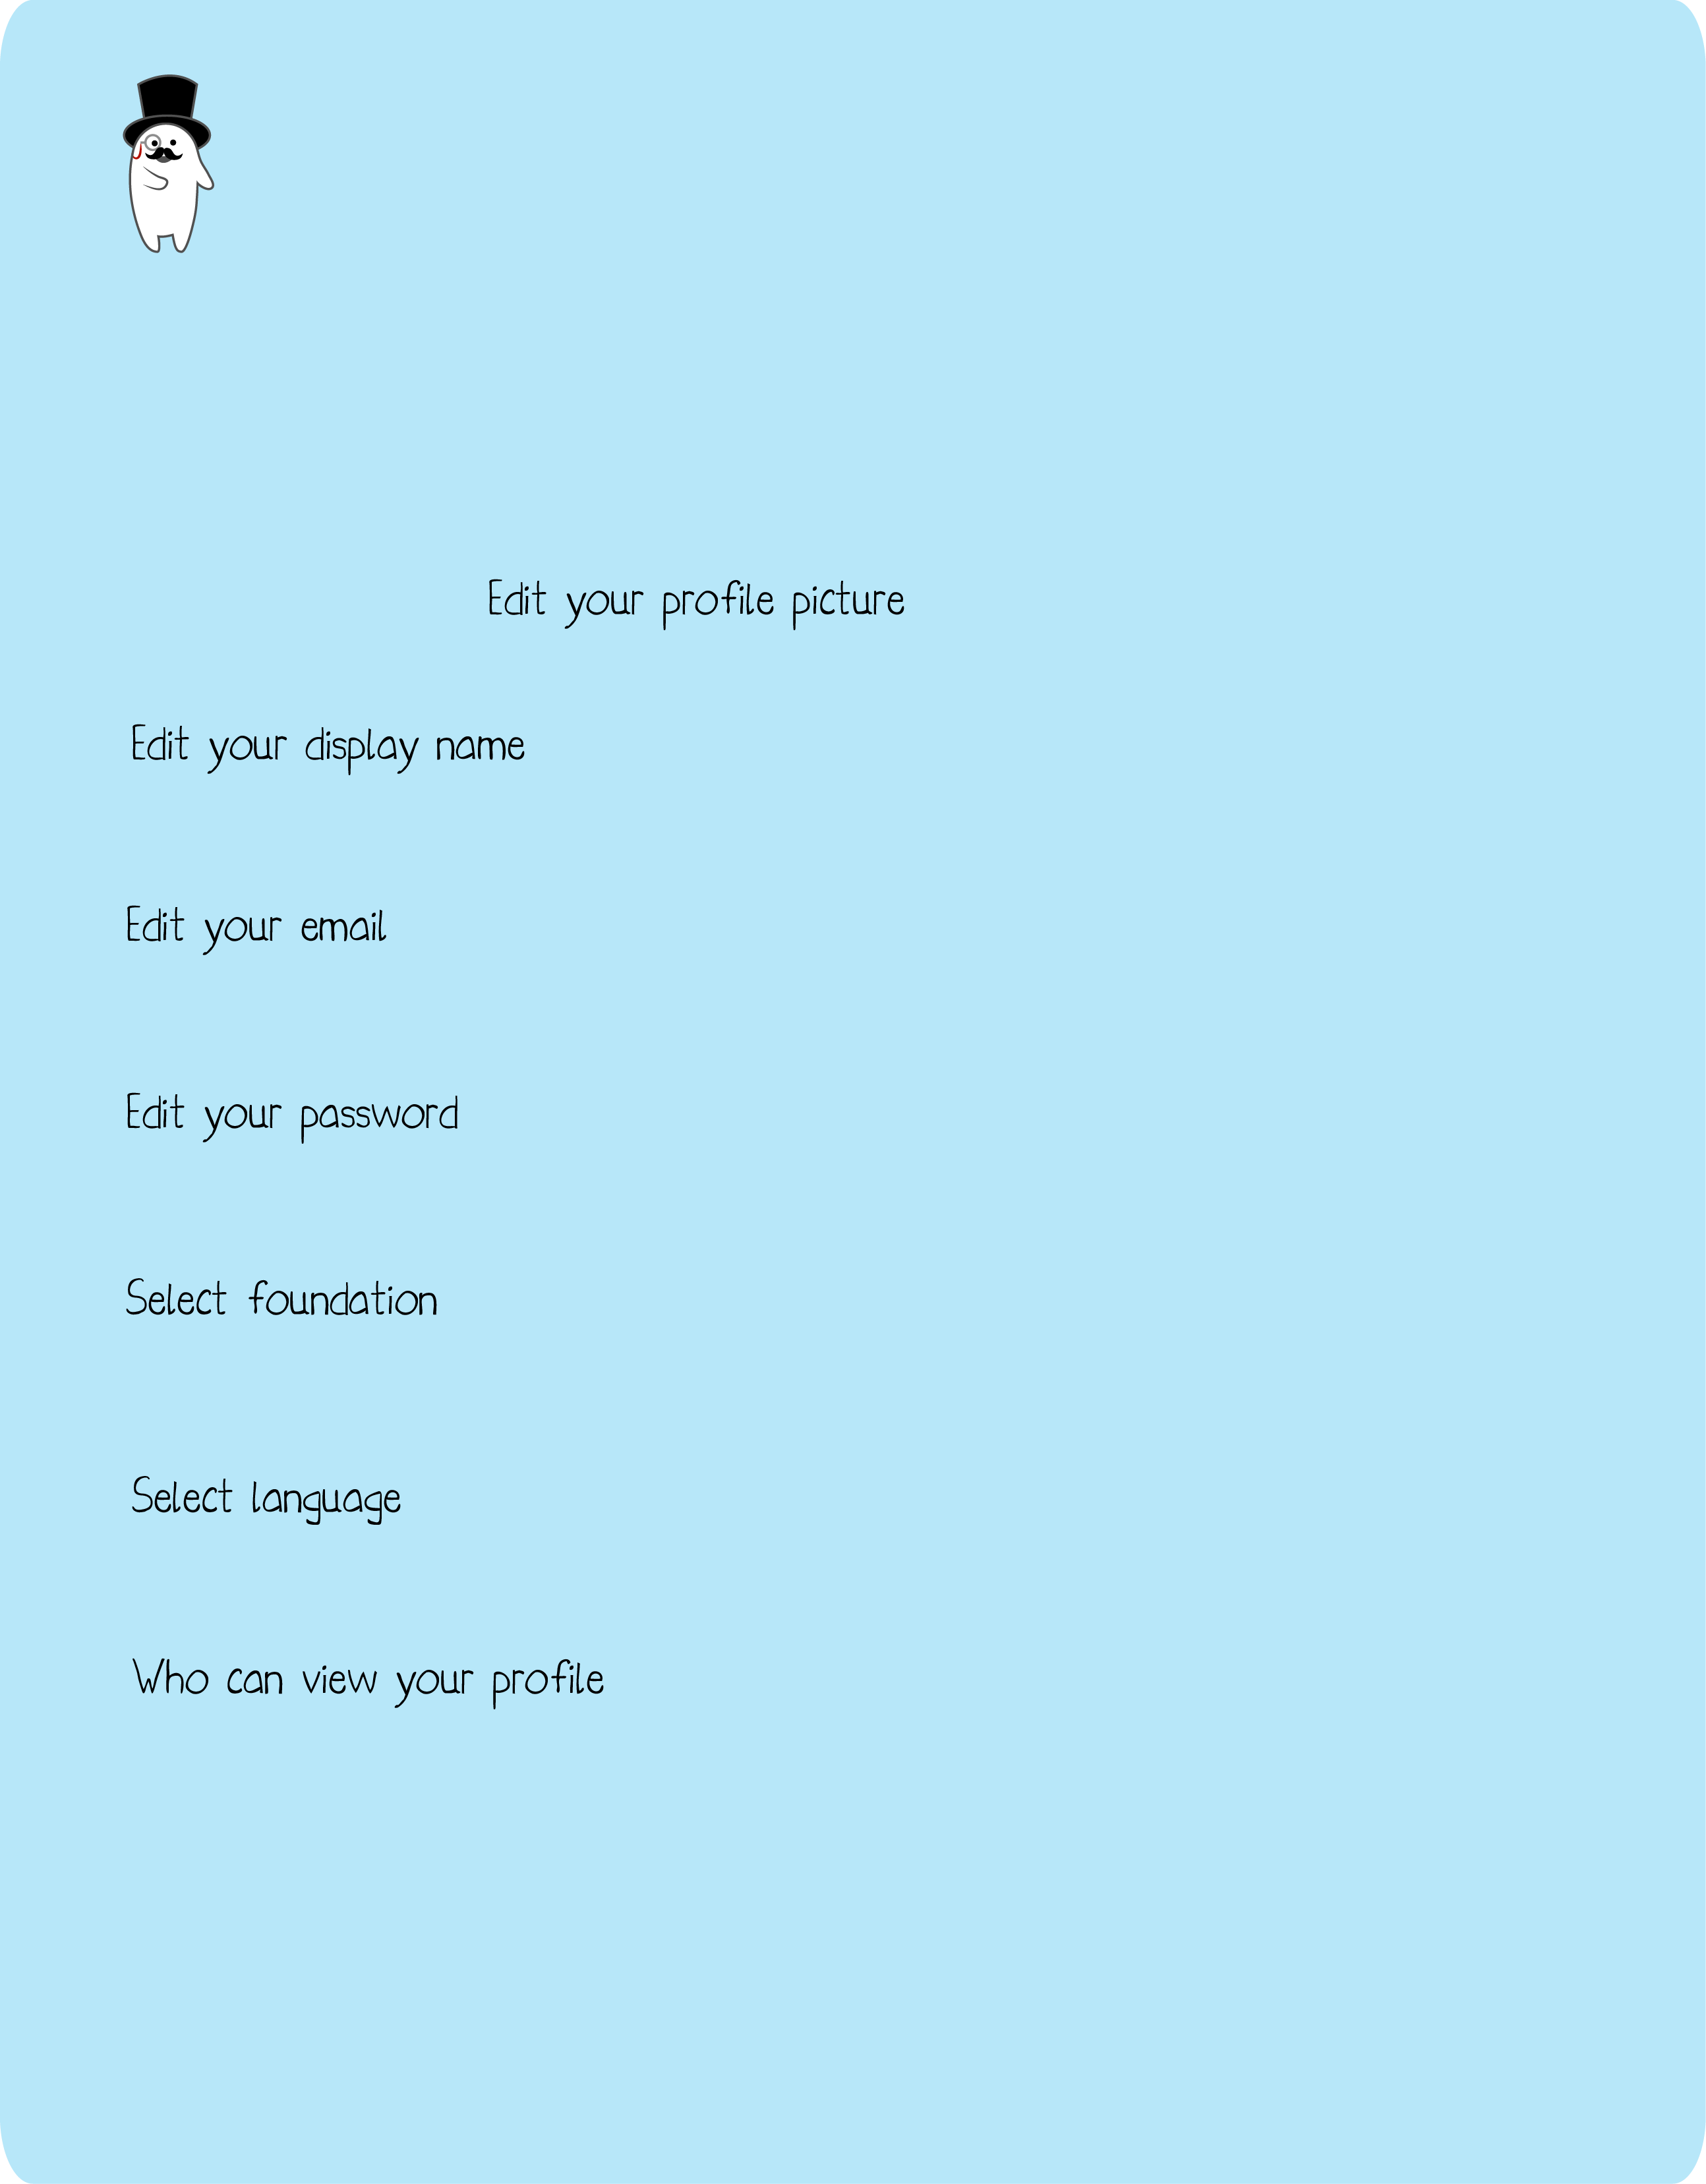 Edit your profile picture
Edit your display name
Edit your email
Edit your password
Select foundation
Select language
Who can view your profile